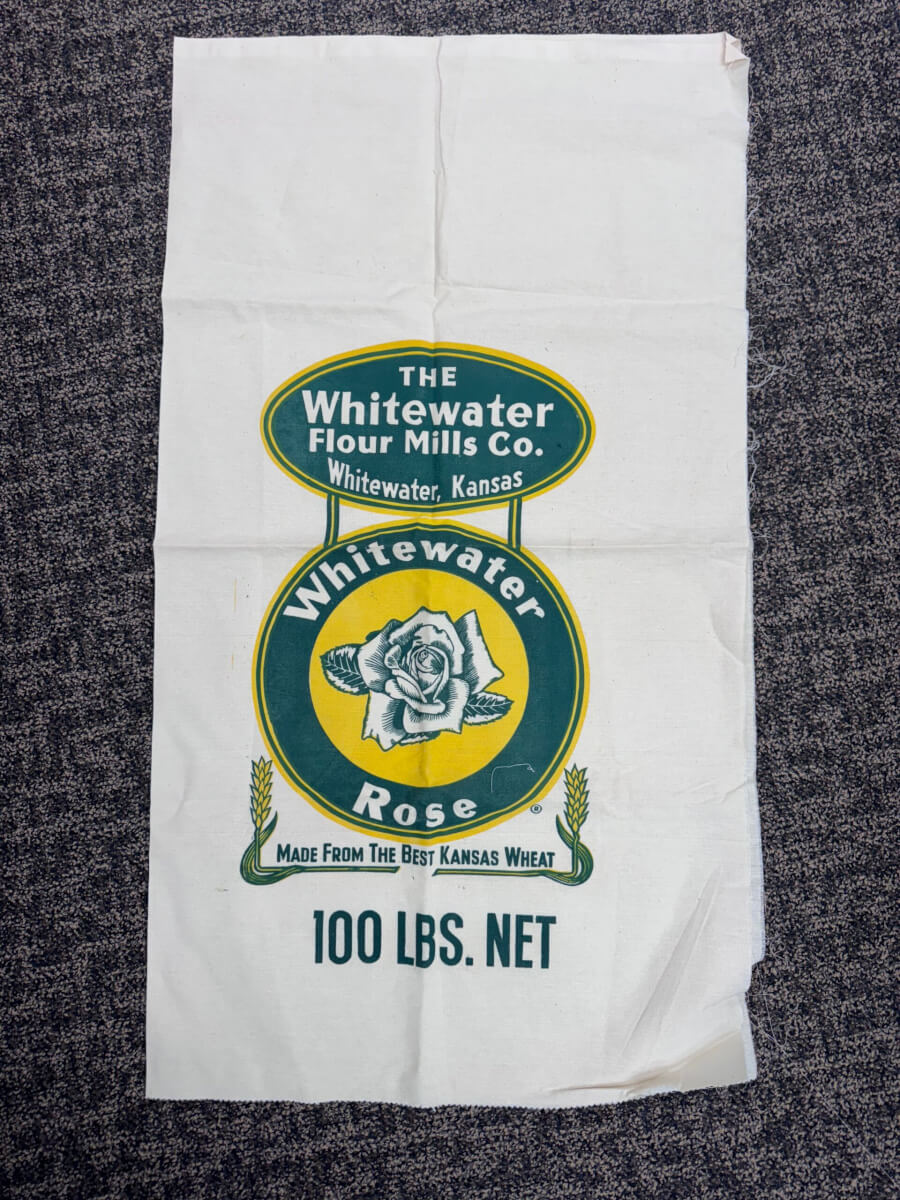 THE
Whitewater
Flour Mills Co.
Whitewater, Kansas
Whitewater
Rose
®
MADE FROM THE BEST KANSAS WHEAT
100 LBS. NET